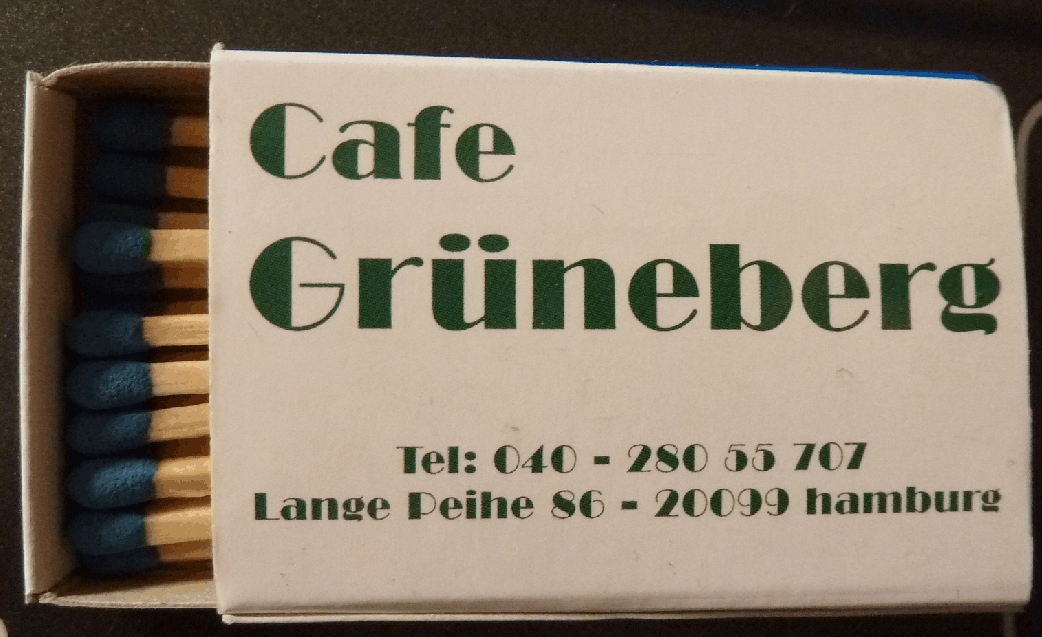 Cafe
Grüneberg
Tel: 040 - 280 55 707
Lange Peihe 86 - 20099 hamburg